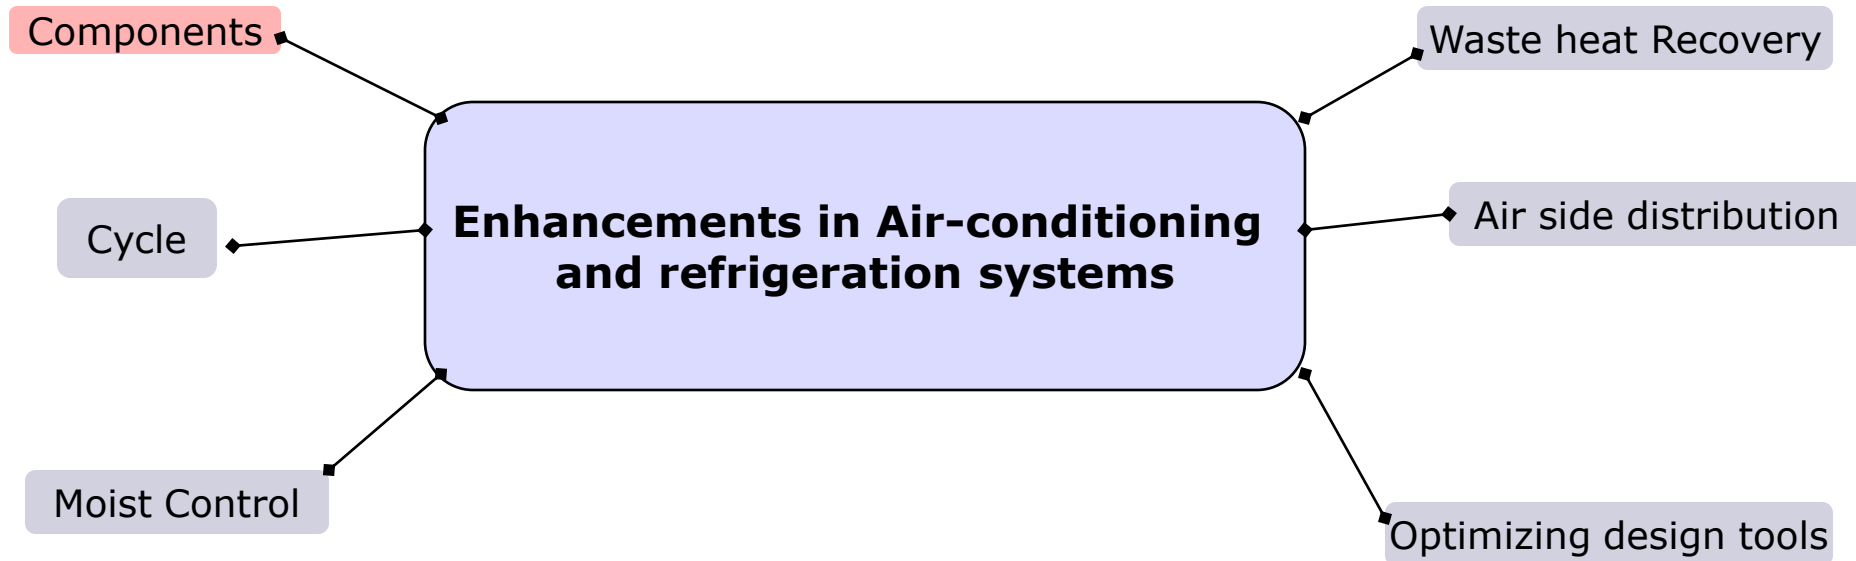 Components
Waste heat Recovery
Enhancements in Air-conditioning
and refrigeration systems
Cycle
Air side distribution
Moist Control
Optimizing design tools